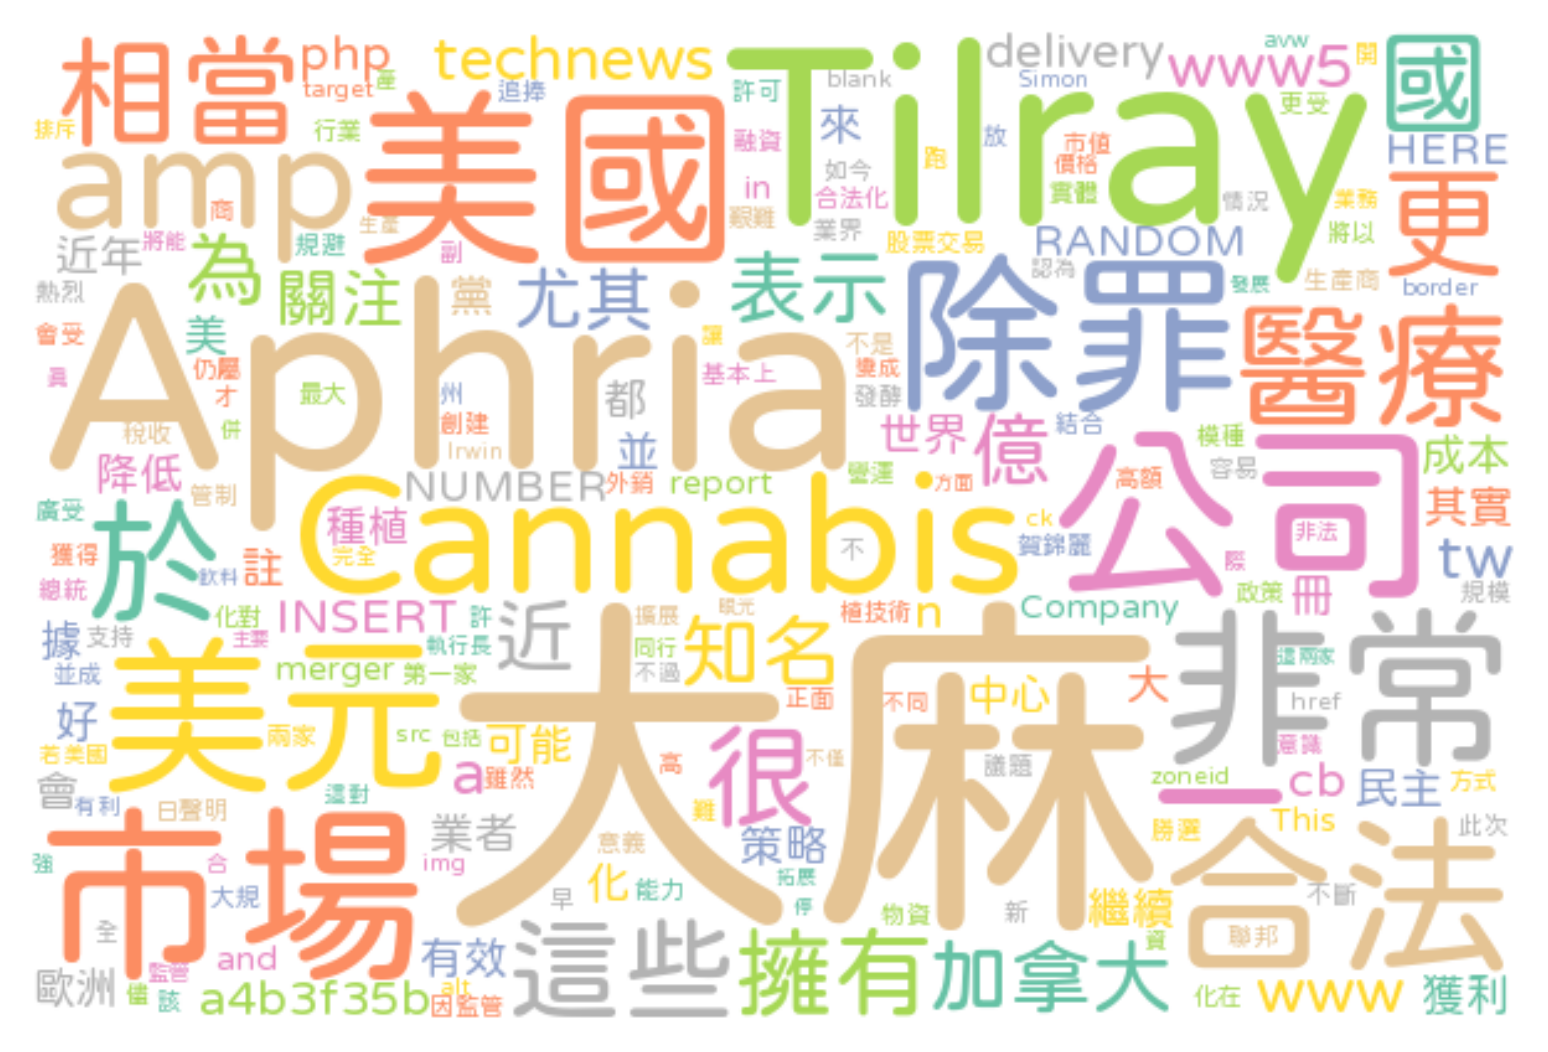 相當
php
technews
Tilray
delivery
www5
avw
開
國
target
產
追捧
許可
blank
Simon
更受
排斥
行業
來
放
市值
HERE
amp
美國
融資
跑
價格
更
商
in
如今
合法化
實體
情況
業務
生產
艱難
業界
股票交易
RANDOM
將以
近年
將能
為
規避
副
表示
認為
發展
生產商
熱烈
關注
黨
尤其
除罪
border
會受
美
讓
不是
醫療
Aphria
仍屬
基本上
變成
真
才
最大
州
都
發酵
稅收
併
創建
Irwin
並
世界
億
結合
模種
成本
降低
管制
NUMBER
外銷
report
營運
方面
公司
高額
容易
廣受
於
種植
Cannabis
ck
其實
獲得
註
完全
不
賀錦麗
際
非法
tw
總統
飲料
政策
冊
規模
化對
INSERT
許
近
擴展
眼光
知名
植技術
n
Company
據
支持
主要
執行長
同行
非常
這兩家
並成
美元
merger
第一家
不過
大麻
正面
不同
中心
大
href
好
兩家
src
包括
可能
很
意識
若美國
a
雖然
高
不僅
議題
zoneid
一
cb
民主
方式
會
有利
日聲明
這對
難
市場
業者
意義
策略
勝選
This
此次
強
合
img
化
能力
拓展
合法
大規
早
停
物資
新
繼續
不斷
全
有效
這些
擁有
加拿大
資
聯邦
歐洲
監管
and
alt
儘
該
a4b3f35b
因監管
化在
www
獲利